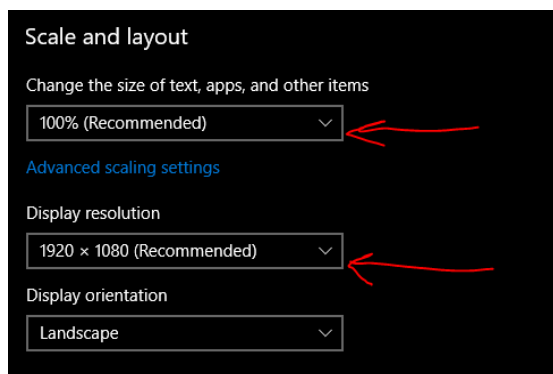 Scale and layout
Change the size of text, apps, and other items
100% (Recommended)
Advanced scaling settings
Display resolution
1920 × 1080 (Recommended)
Display orientation
Landscape